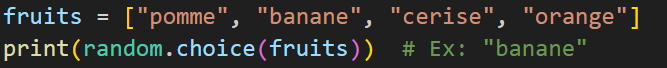 fruits = ["pomme", "banane", "cerise", "orange"]
print(random.choice(fruits))  # Ex: "banane"